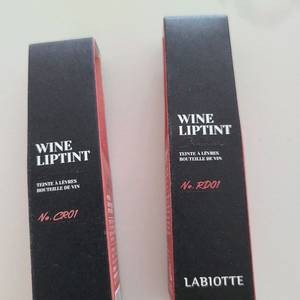 WINE
LIPTINT
TEINTE À LÈVRES
BOUTEILLE DE VIN
No. CR01
WINE
LIPTINT
TEINTE À LÈVRES
BOUTEILLE DE VIN
No. RD01
LABIOTTE